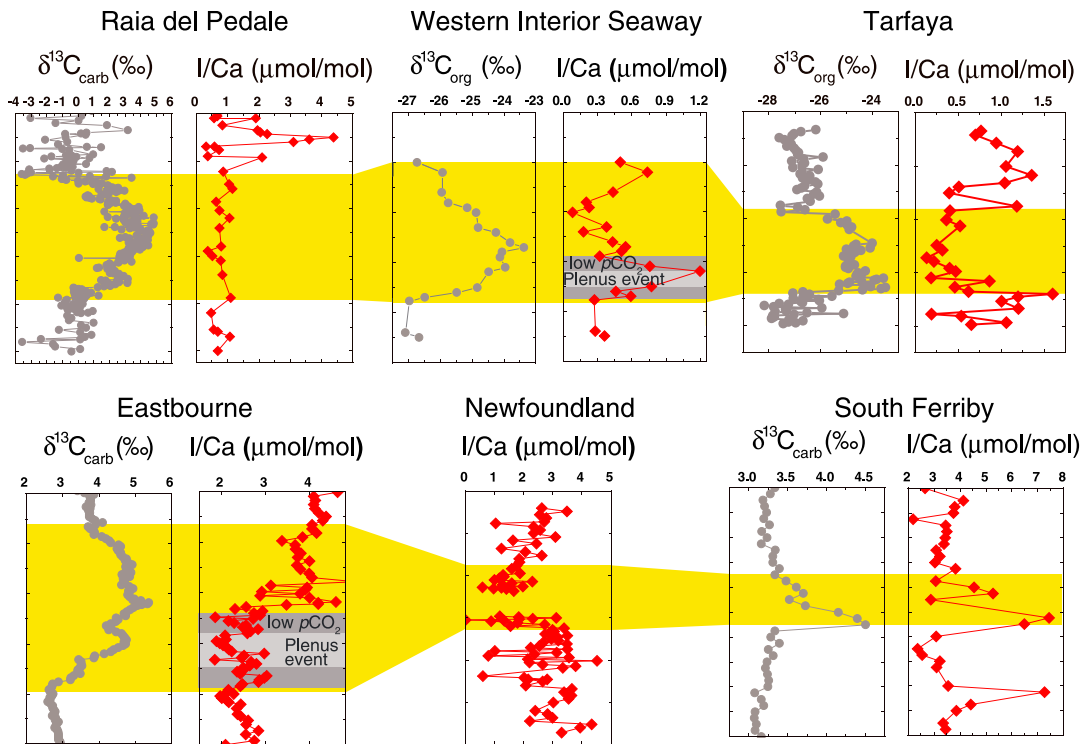 Raia del Pedale
Western Interior Seaway
Tarfaya
δ¹³C_carb (‰)
I/Ca (μmol/mol)
δ¹³C_org (‰)
I/Ca (μmol/mol)
δ¹³C_org (‰)
I/Ca (μmol/mol)
-4 -3 -2 -1 0 1 2 3 4 5 6
0 1 2 3 4 5
-27 -26 -25 -24 -23
0.0 0.3 0.6 0.9 1.2
-28 -26 -24
0.0 0.5 1.0 1.5
low pCO₂
Plenus event
Eastbourne
Newfoundland
South Ferriby
δ¹³C_carb (‰)
I/Ca (μmol/mol)
I/Ca (μmol/mol)
δ¹³C_carb (‰)
I/Ca (μmol/mol)
2 3 4 5 6
2 3 4
0 1 2 3 4 5
3.0 3.5 4.0 4.5
2 3 4 5 6 7 8
low pCO₂
Plenus
event